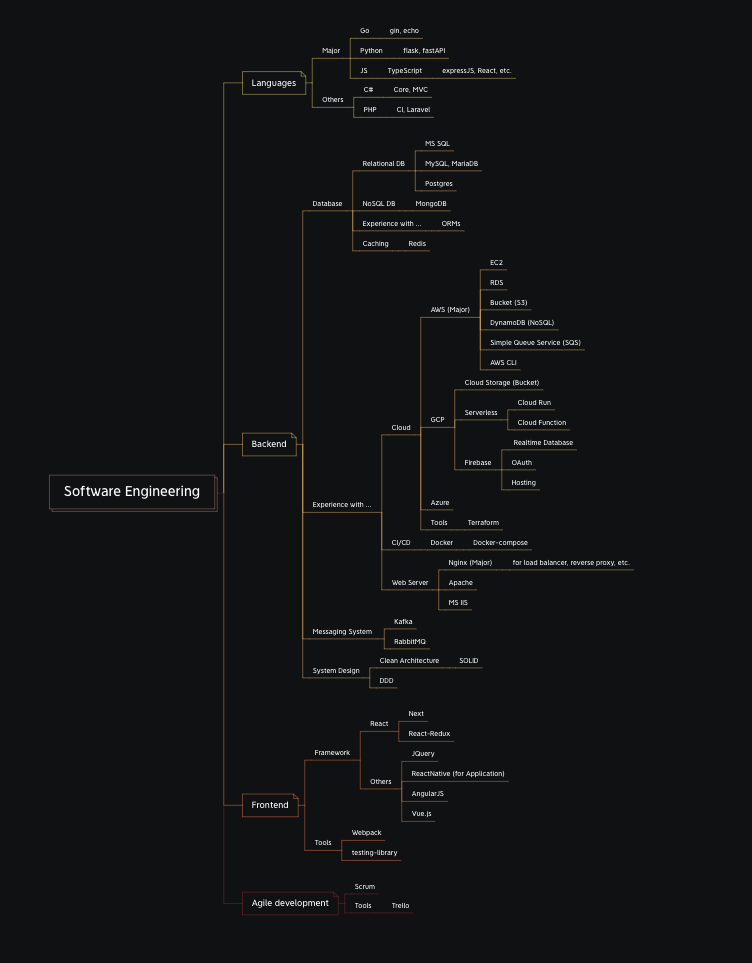 Software Engineering
Languages
Major
Go gin, echo
Python flask, fastAPI
JS TypeScript expressJS, React, etc.
Others
C# Core, MVC
PHP CI, Laravel
Backend
Database
Relational DB
MS SQL
MySQL, MariaDB
Postgres
NoSQL DB MongoDB
Experience with ... ORMs
Caching Redis
Experience with ...
Cloud
AWS (Major)
EC2
RDS
Bucket (S3)
DynamoDB (NoSQL)
Simple Queue Service (SQS)
AWS CLI
GCP
Cloud Storage (Bucket)
Serverless
Cloud Run
Cloud Function
Firebase
Realtime Database
OAuth
Hosting
Azure
Tools Terraform
CI/CD Docker Docker-compose
Web Server
Nginx (Major) for load balancer, reverse proxy, etc.
Apache
MS IIS
Messaging System
Kafka
RabbitMQ
System Design
Clean Architecture SOLID
DDD
Frontend
Framework
React
Next
React-Redux
Others
JQuery
ReactNative (for Application)
AngularJS
Vue.js
Tools
Webpack
testing-library
Agile development
Scrum
Tools Trello